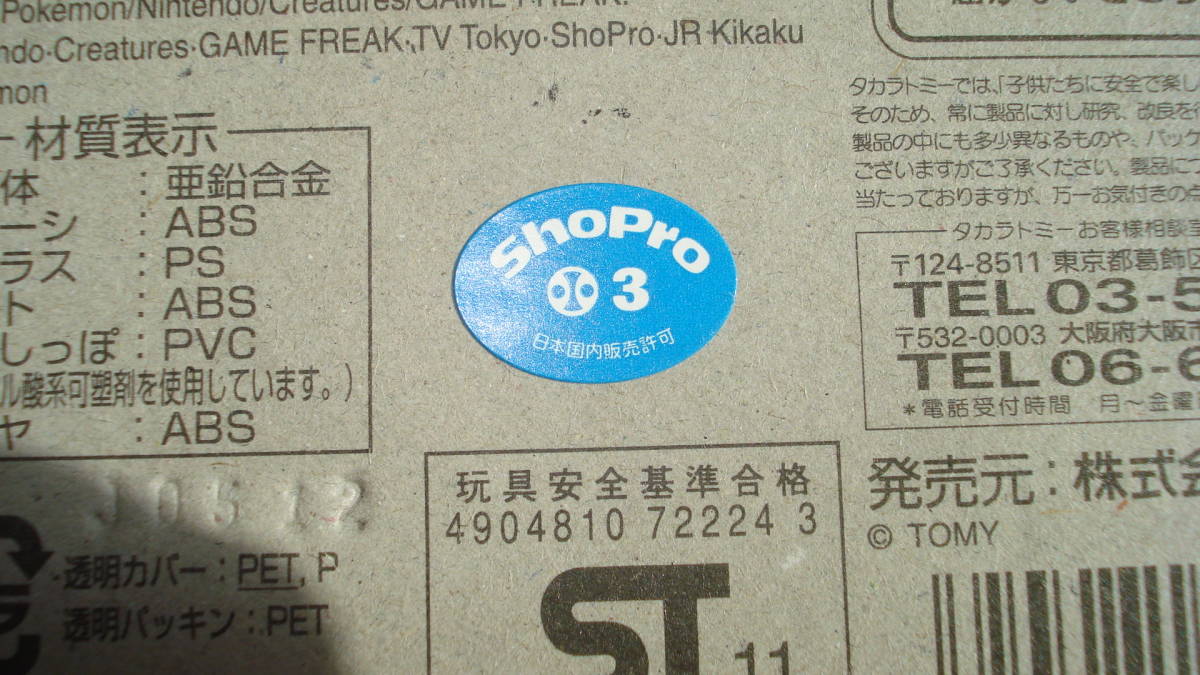 Pokémon/Nintendo/Creatures/GAME FREAK.
ndo·Creatures·GAME FREAK,TV Tokyo·ShoPro·JR Kikaku
mon
材質表示
体 : 亜鉛合金
ーシ : ABS
ラス : PS
ト : ABS
しっぽ : PVC
ル酸系可塑剤を使用しています。)
ヤ : ABS
J0512
透明カバー : PET, P
透明パッキン : PET
ShoPro
3
日本国内販売許可
玩具安全基準合格
4904810 72224 3
ST
11
タカラトミーでは、「子供たちに安全で楽し
そのため、常に製品に対し研究、改良を
製品の中にも多少異なるものや、パッケ
ございますがご了承ください。製品に
当たっておりますが、万一お気付きの
タカラトミーお客様相談室
〒124-8511 東京都葛飾区
TEL 03-5
〒532-0003 大阪府大阪市
TEL 06-6
*電話受付時間 月〜金曜
発売元 : 株式会
© TOMY